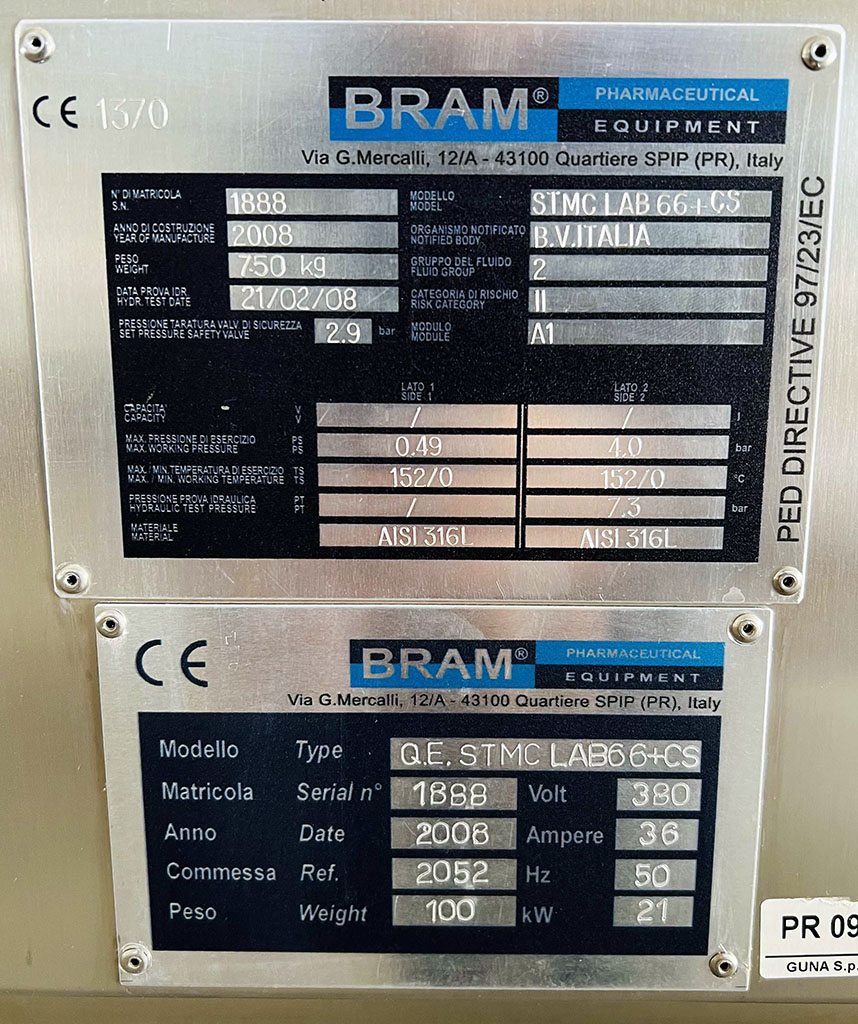 CE 1370
BRAM® PHARMACEUTICAL
EQUIPMENT
Via G.Mercalli, 12/A - 43100 Quartiere SPIP (PR), Italy
PED DIRECTIVE 97/23/EC
N° DI MATRICOLA
S.N. 1888
MODELLO
MODEL STMC LAB 66+CS
ANNO DI COSTRUZIONE
YEAR OF MANUFACTURE 2008
ORGANISMO NOTIFICATO
NOTIFIED BODY B.V.ITALIA
PESO
WEIGHT 750 kg
GRUPPO DEL FLUIDO
FLUID GROUP 2
DATA PROVA IDR.
HYDR. TEST DATE 21/02/08
CATEGORIA DI RISCHIO
RISK CATEGORY II
PRESSIONE TARATURA VALV. DI SICUREZZA
SET PRESSURE SAFETY VALVE 2.9 bar
MODULO
MODULE A1
LATO 1 LATO 2
SIDE 1 SIDE 2
CAPACITA' V
CAPACITY V / / l
MAX. PRESSIONE DI ESERCIZIO PS
MAX. WORKING PRESSURE PS 0.49 4.0 bar
MAX. / MIN. TEMPERATURA DI ESERCIZIO TS
MAX. / MIN. WORKING TEMPERATURE TS 152/0 152/0 °C
PRESSIONE PROVA IDRAULICA PT
HYDRAULIC TEST PRESSURE PT / 7.3 bar
MATERIALE
MATERIAL AISI 316L AISI 316L
CE
BRAM® PHARMACEUTICAL
EQUIPMENT
Via G.Mercalli, 12/A - 43100 Quartiere SPIP (PR), Italy
Modello Type Q.E. STMC LAB66+CS
Matricola Serial n° 1888 Volt 380
Anno Date 2008 Ampere 36
Commessa Ref. 2052 Hz 50
Peso Weight 100 kW 21
PR 09
GUNA S.p.